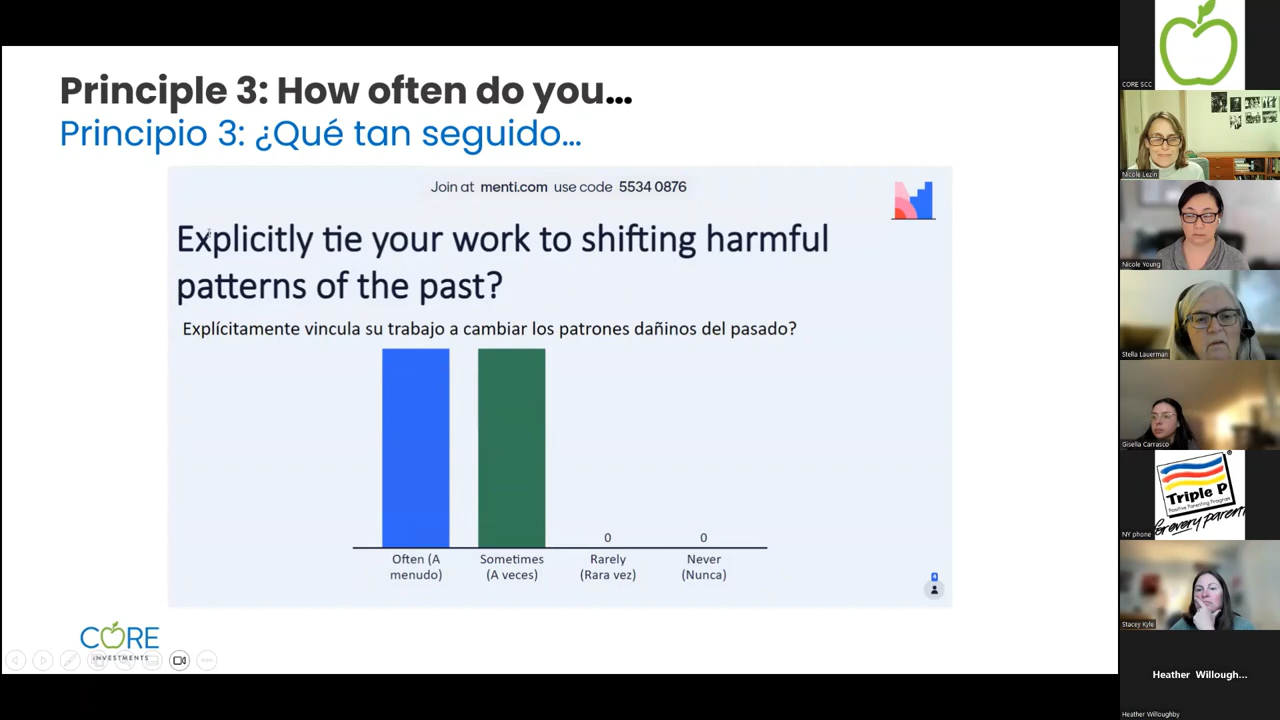 Principle 3: How often do you...
Principio 3: ¿Qué tan seguido...
Join at menti.com use code 5534 0876
Explicitly tie your work to shifting harmful
patterns of the past?
Explícitamente vincula su trabajo a cambiar los patrones dañinos del pasado?
0
0
Often (A
menudo)
Sometimes
(A veces)
Rarely
(Rara vez)
Never
(Nunca)
4
CORE
INVESTMENTS
CORE SCC
Nicole Lezin
Nicole Young
Stella Lauerman
Gisella Carrasco
Triple P
Positive Parenting Program
for every parent
NY phone
Stacey Kyle
Heather Willough...
Heather Willoughby